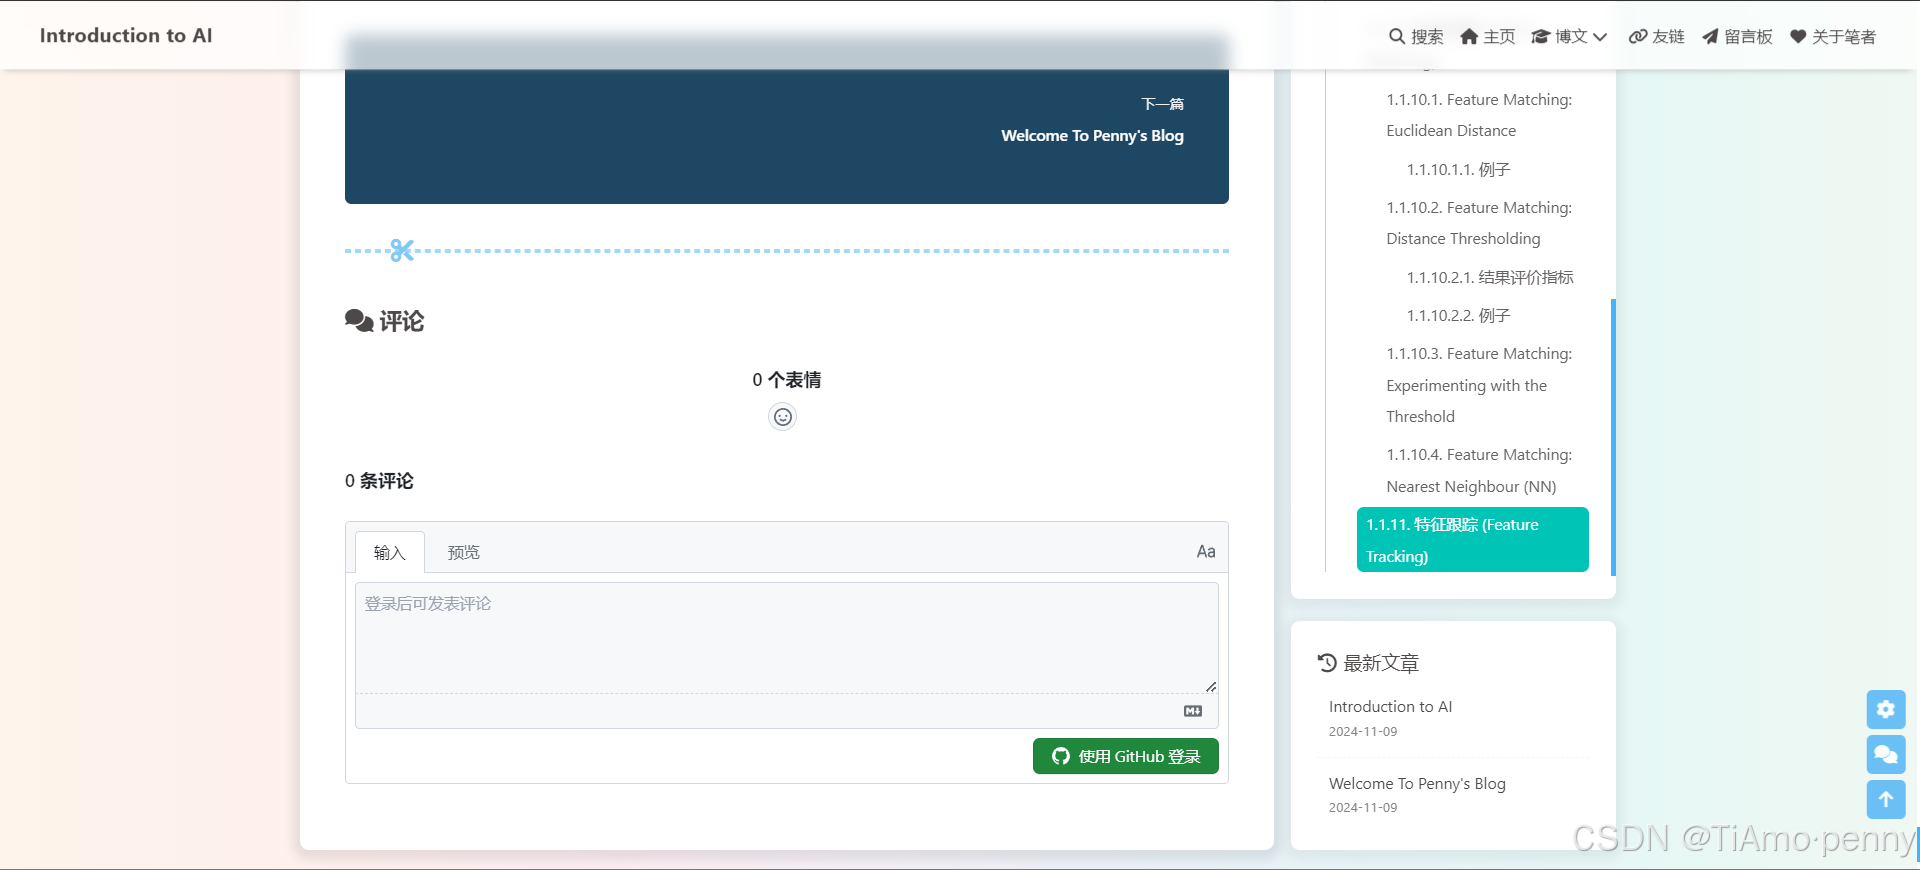 Introduction to AI
搜索
主页
博文
友链
留言板
关于笔者
下一篇
Welcome To Penny's Blog
评论
0 个表情
0 条评论
输入
预览
Aa
登录后可发表评论
使用 GitHub 登录
1.1.10.1. Feature Matching:
Euclidean Distance
1.1.10.1.1. 例子
1.1.10.2. Feature Matching:
Distance Thresholding
1.1.10.2.1. 结果评价指标
1.1.10.2.2. 例子
1.1.10.3. Feature Matching:
Experimenting with the
Threshold
1.1.10.4. Feature Matching:
Nearest Neighbour (NN)
1.1.11. 特征跟踪 (Feature
Tracking)
最新文章
Introduction to AI
2024-11-09
Welcome To Penny's Blog
2024-11-09
CSDN @TiAmo·penny